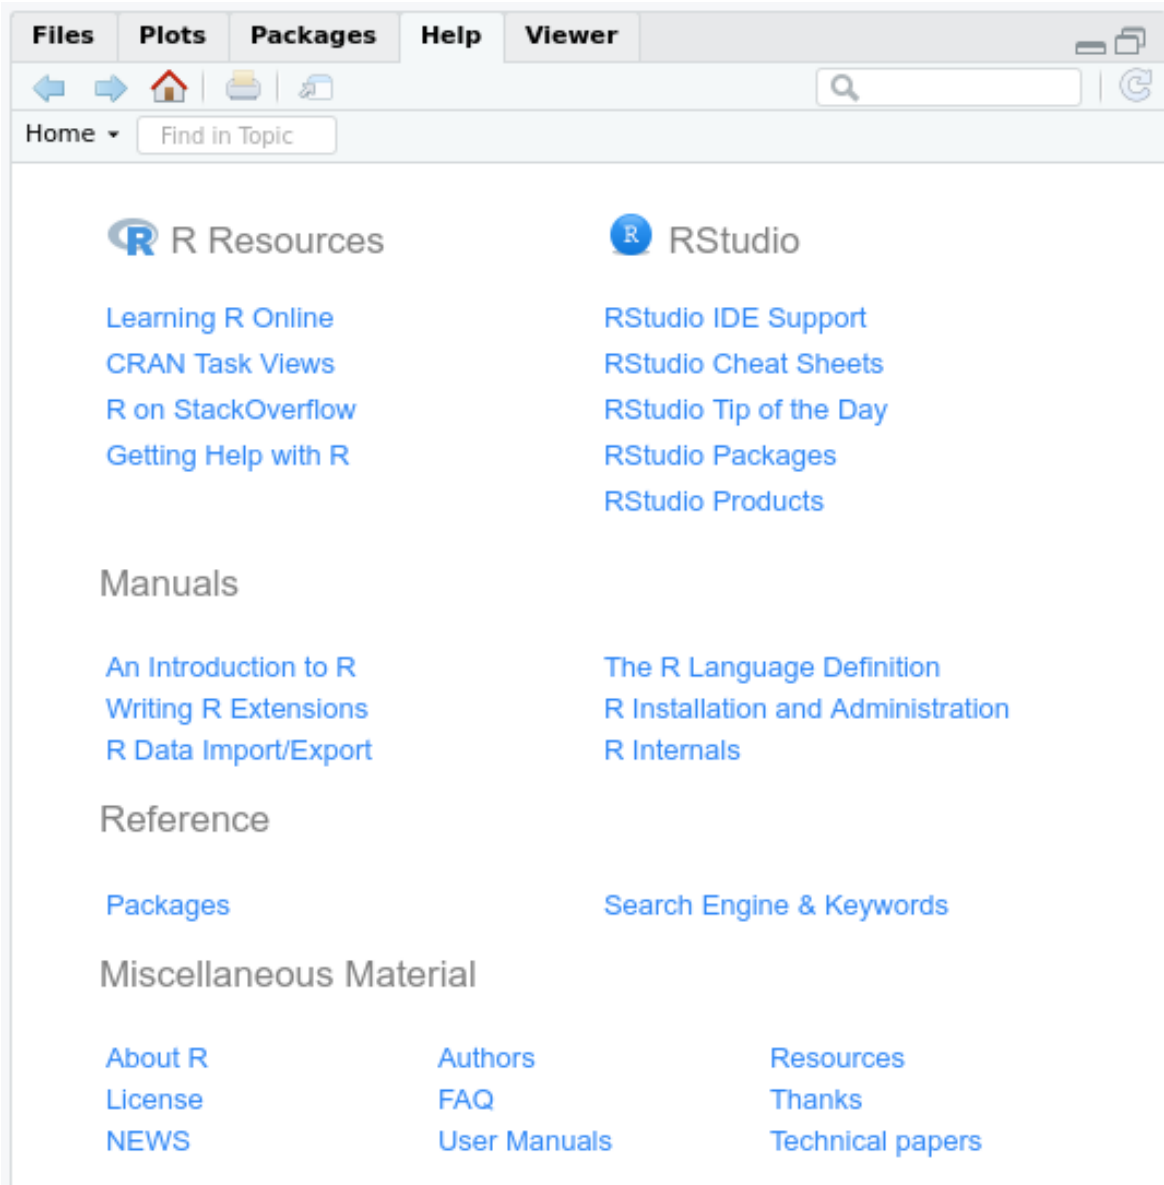 Files Plots Packages Help Viewer
Home Find in Topic
R R Resources
Learning R Online
CRAN Task Views
R on StackOverflow
Getting Help with R
R RStudio
RStudio IDE Support
RStudio Cheat Sheets
RStudio Tip of the Day
RStudio Packages
RStudio Products
Manuals
An Introduction to R
Writing R Extensions
R Data Import/Export
The R Language Definition
R Installation and Administration
R Internals
Reference
Packages
Search Engine & Keywords
Miscellaneous Material
About R
License
NEWS
Authors
FAQ
User Manuals
Resources
Thanks
Technical papers